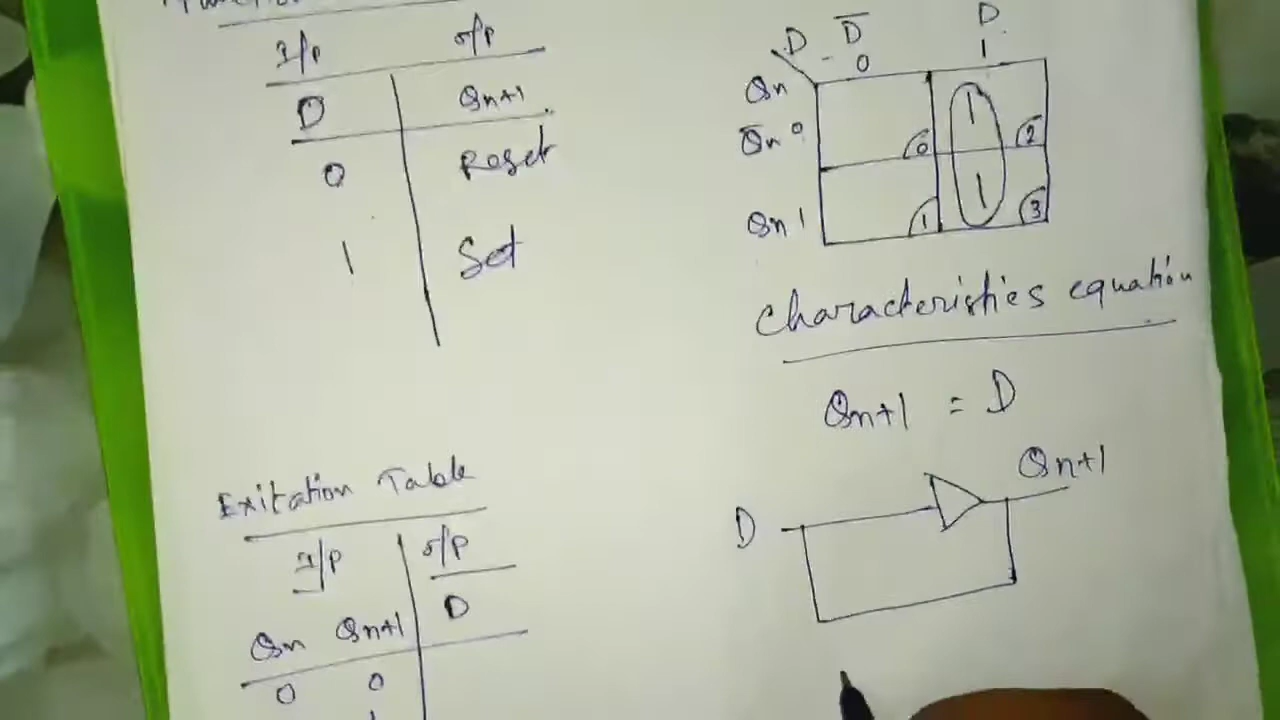 I/P O/P
D Qn+1
0 Reset
1 Set
Exitation Table
I/P O/P
D
Qn Qn+1
0 0
D D̅ D
0 1
Qn
Q̅n 0 1
0 2
Qn 1 1
1 3
Characteristics equation
Qn+1 = D
Qn+1
D